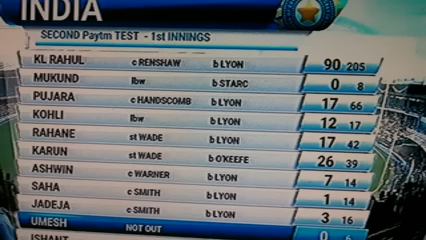 INDIA
SECOND Paytm TEST - 1st INNINGS
KL RAHUL c RENSHAW b LYON 90 205
MUKUND lbw b STARC 0 8
PUJARA c HANDSCOMB b LYON 17 66
KOHLI lbw b LYON 12 17
RAHANE st WADE b LYON 17 42
KARUN st WADE b OKEEFE 26 39
ASHWIN c WARNER b LYON 7 14
SAHA c SMITH b LYON 1 14
JADEJA c SMITH b LYON 3 16
UMESH NOT OUT 0
ISHANT